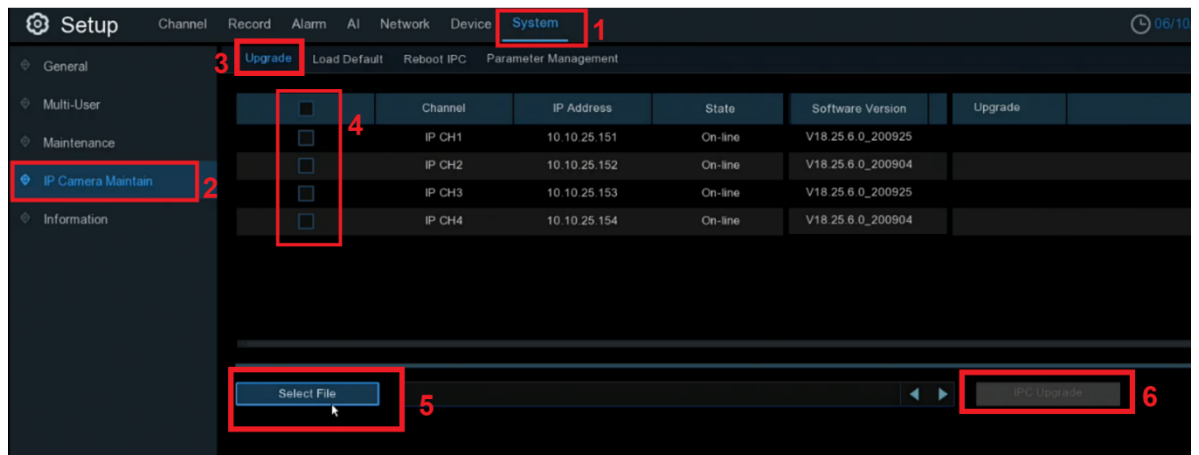 Setup Channel Record Alarm AI Network Device System 1 06/10
General
Multi-User
Maintenance
IP Camera Maintain 2
Information
3 Upgrade Load Default Reboot IPC Parameter Management
Channel IP Address State Software Version Upgrade
4
IP CH1 10.10.25.151 On-line V18.25.6.0_200925
IP CH2 10.10.25.152 On-line V18.25.6.0_200904
IP CH3 10.10.25.153 On-line V18.25.6.0_200925
IP CH4 10.10.25.154 On-line V18.25.6.0_200904
Select File 5 IPC Upgrade 6